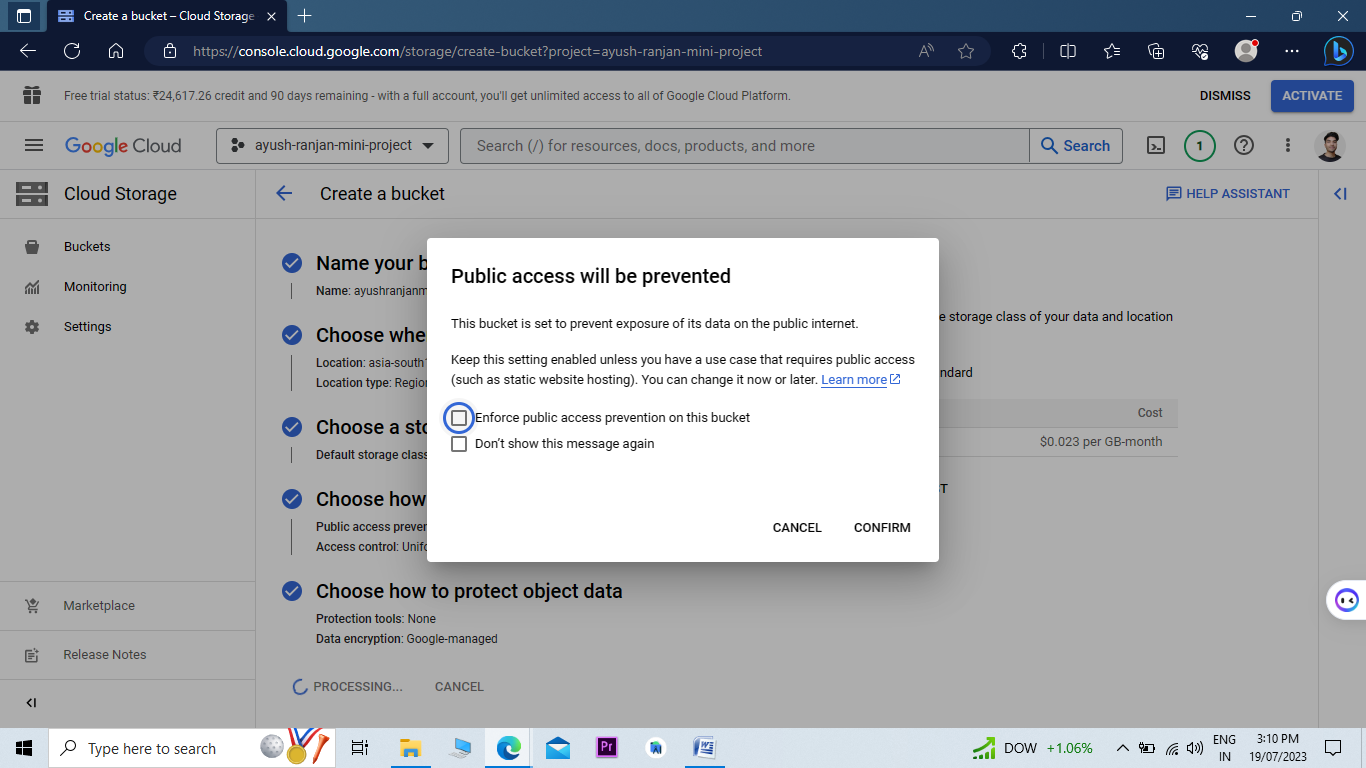 Create a bucket – Cloud Storage
https://console.cloud.google.com/storage/create-bucket?project=ayush-ranjan-mini-project
Free trial status: ₹24,617.26 credit and 90 days remaining - with a full account, you'll get unlimited access to all of Google Cloud Platform.
DISMISS
ACTIVATE
Google Cloud
ayush-ranjan-mini-project
Search (/) for resources, docs, products, and more
Search
1
Cloud Storage
Create a bucket
HELP ASSISTANT
Buckets
Monitoring
Settings
Marketplace
Release Notes
Name your b
Name: ayushranjanm
Choose whe
Location: asia-south1
Location type: Region
Choose a sto
Default storage class
Choose how
Public access preven
Access control: Unifo
Choose how to protect object data
Protection tools: None
Data encryption: Google-managed
PROCESSING...
CANCEL
Public access will be prevented
This bucket is set to prevent exposure of its data on the public internet.
Keep this setting enabled unless you have a use case that requires public access
(such as static website hosting). You can change it now or later. Learn more
Enforce public access prevention on this bucket
Don't show this message again
CANCEL
CONFIRM
e storage class of your data and location
ndard
Cost
$0.023 per GB-month
T
Type here to search
Pr
DOW +1.06%
ENG
IN
3:10 PM
19/07/2023